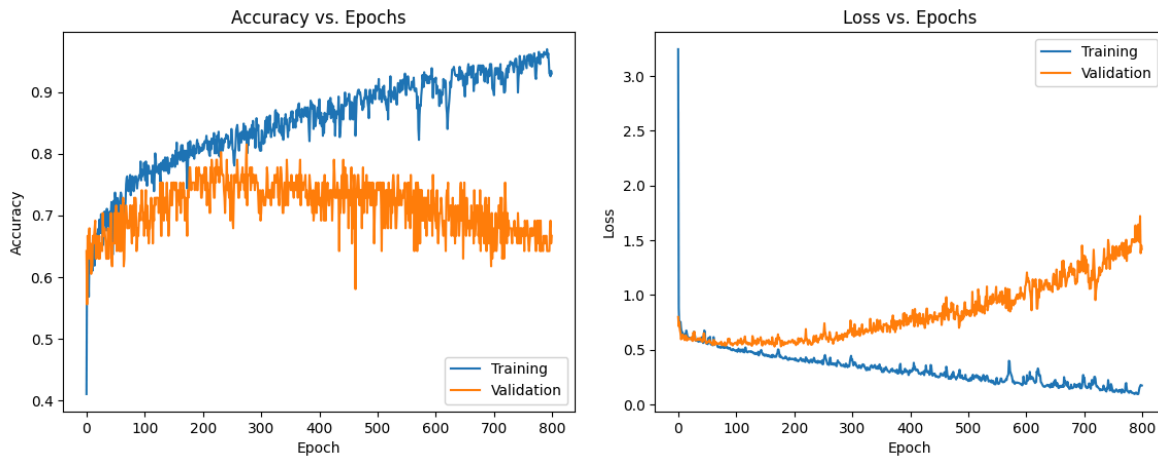 Accuracy vs. Epochs
Accuracy
0.9
0.8
0.7
0.6
0.5
0.4
0 100 200 300 400 500 600 700 800
Epoch
Training
Validation
Loss vs. Epochs
Loss
3.0
2.5
2.0
1.5
1.0
0.5
0.0
0 100 200 300 400 500 600 700 800
Epoch
Training
Validation